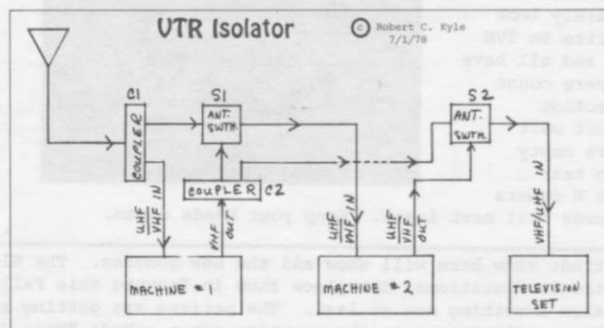 VTR Isolator
© Robert C. Kyle
7/1/78
C1
COUPLER
S1
ANT.
SWTH.
S2
ANT.
SWTH.
COUPLER C2
UHF
VHF IN
VHF
OUT
UHF
VHF IN
UHF
VHF
OUT
VHF/UHF IN
MACHINE # 1
MACHINE # 2
TELEVISION
SET